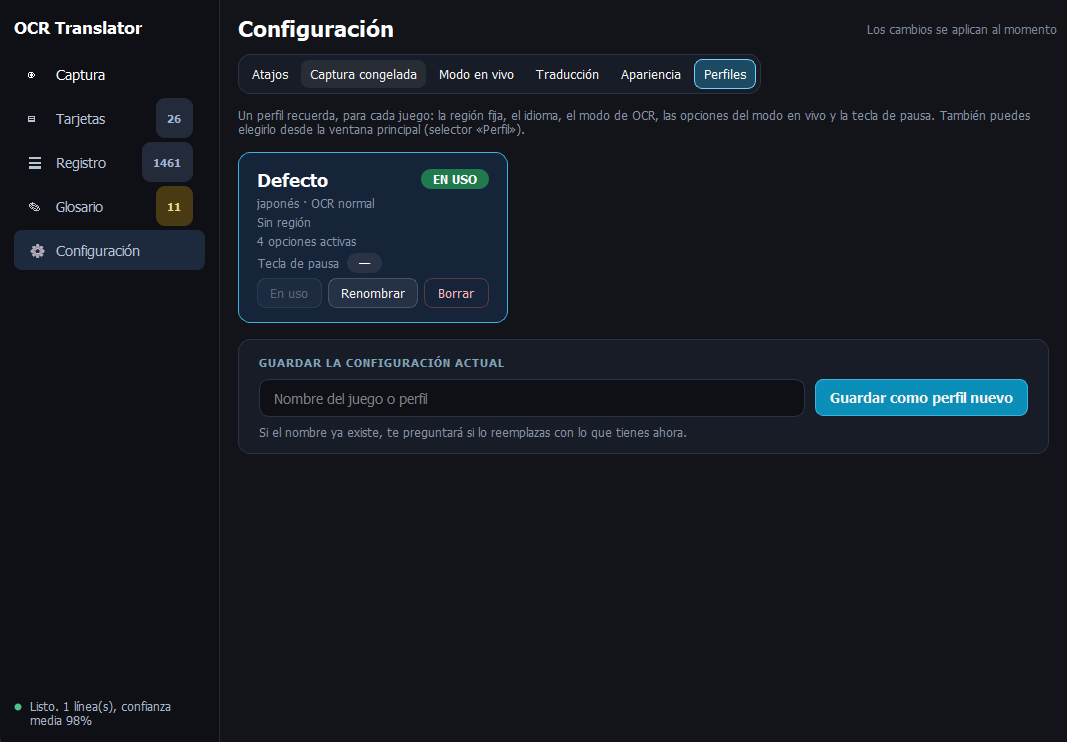 OCR Translator
Captura
Tarjetas 26
Registro 1461
Glosario 11
Configuración
Listo. 1 línea(s), confianza
media 98%
Configuración
Los cambios se aplican al momento
Atajos Captura congelada Modo en vivo Traducción Apariencia Perfiles
Un perfil recuerda, para cada juego: la región fija, el idioma, el modo de OCR, las opciones del modo en vivo y la tecla de pausa. También puedes
elegirlo desde la ventana principal (selector «Perfil»).
Defecto EN USO
japonés · OCR normal
Sin región
4 opciones activas
Tecla de pausa —
En uso Renombrar Borrar
GUARDAR LA CONFIGURACIÓN ACTUAL
Nombre del juego o perfil Guardar como perfil nuevo
Si el nombre ya existe, te preguntará si lo reemplazas con lo que tienes ahora.